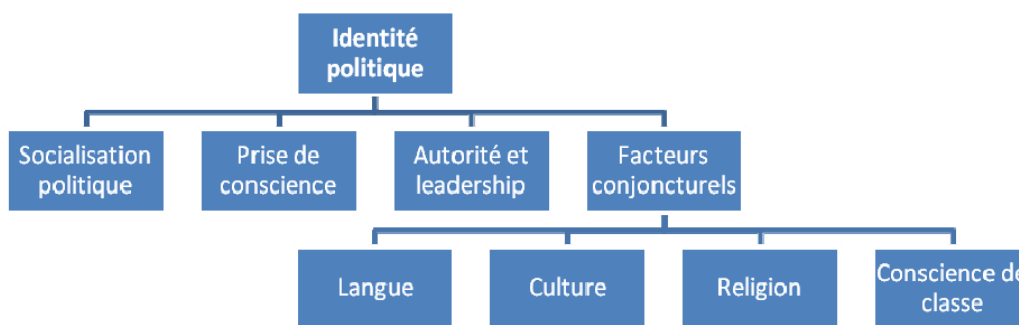 Identité
politique
Socialisation
politique
Prise de
conscience
Autorité et
leadership
Facteurs
conjoncturels
Langue
Culture
Religion
Conscience de
classe